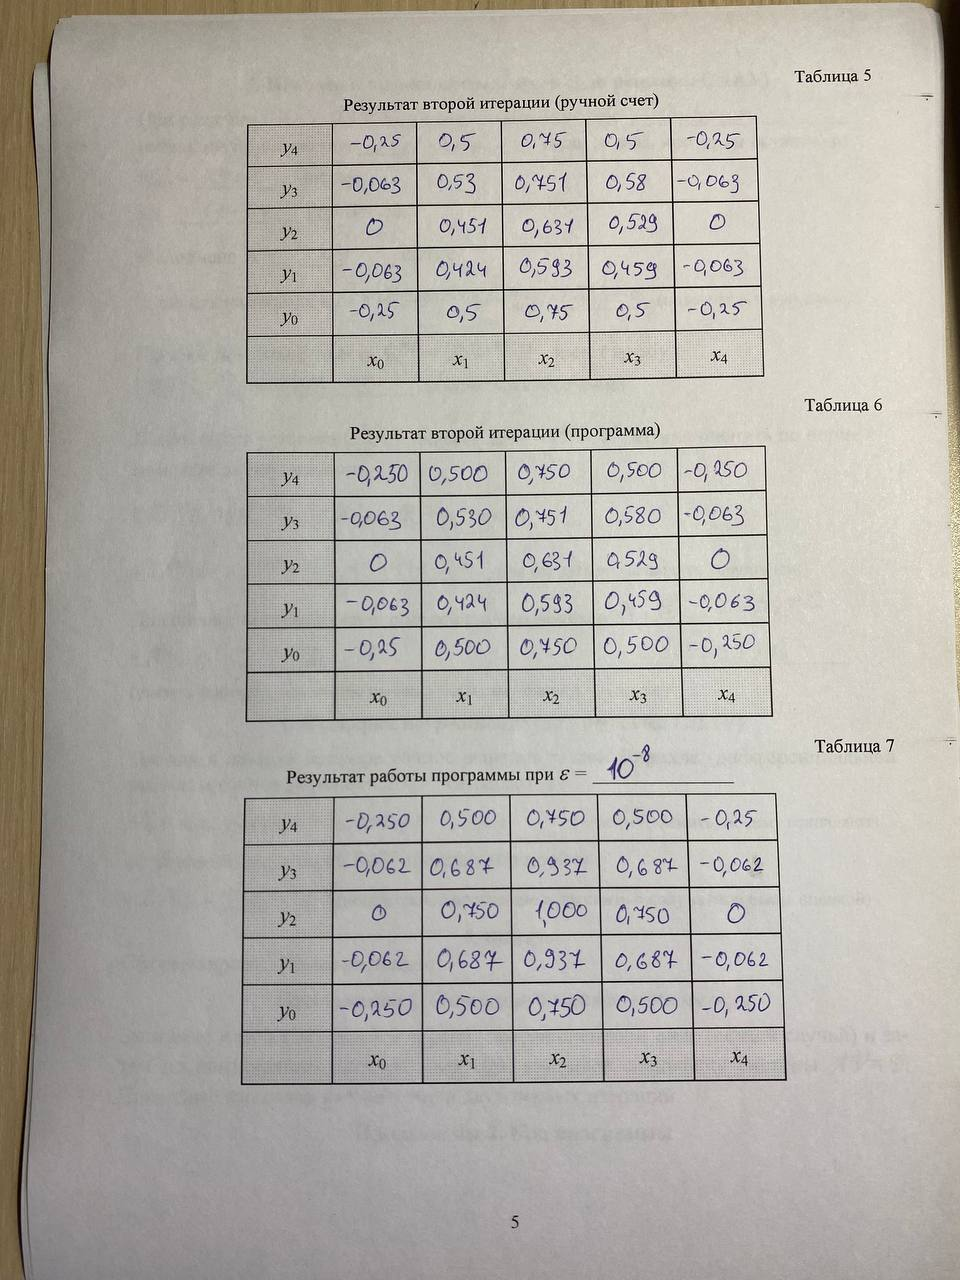 Таблица 5
Результат второй итерации (ручной счет)
y4 -0,25 0,5 0,75 0,5 -0,25
y3 -0,063 0,53 0,751 0,58 -0,063
y2 0 0,451 0,631 0,529 0
y1 -0,063 0,424 0,593 0,459 -0,063
y0 -0,25 0,5 0,75 0,5 -0,25
x0 x1 x2 x3 x4
Таблица 6
Результат второй итерации (программа)
y4 -0,250 0,500 0,750 0,500 -0,250
y3 -0,063 0,530 0,751 0,580 -0,063
y2 0 0,451 0,631 0,529 0
y1 -0,063 0,424 0,593 0,459 -0,063
y0 -0,25 0,500 0,750 0,500 -0,250
x0 x1 x2 x3 x4
Таблица 7
Результат работы программы при ε = 10⁻⁸
y4 -0,250 0,500 0,750 0,500 -0,25
y3 -0,062 0,687 0,937 0,687 -0,062
y2 0 0,750 1,000 0,750 0
y1 -0,062 0,687 0,937 0,687 -0,062
y0 -0,250 0,500 0,750 0,500 -0,250
x0 x1 x2 x3 x4
5